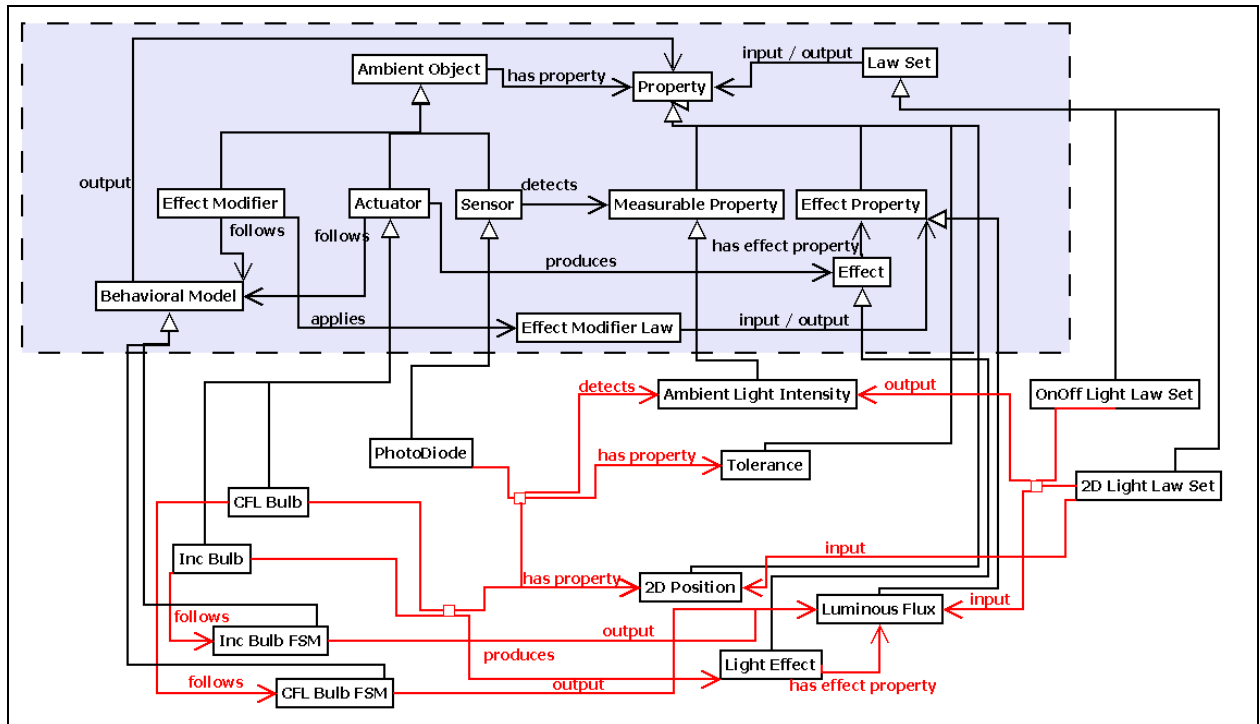 input / output
Ambient Object
has property
Property
Law Set
output
Effect Modifier
Actuator
Sensor
detects
Measurable Property
Effect Property
follows
follows
has effect property
produces
Effect
Behavioral Model
applies
Effect Modifier Law
input / output
detects
Ambient Light Intensity
output
OnOff Light Law Set
PhotoDiode
has property
Tolerance
2D Light Law Set
CFL Bulb
Inc Bulb
input
has property
2D Position
Luminous Flux
input
follows
Inc Bulb FSM
output
produces
Light Effect
follows
CFL Bulb FSM
output
has effect property